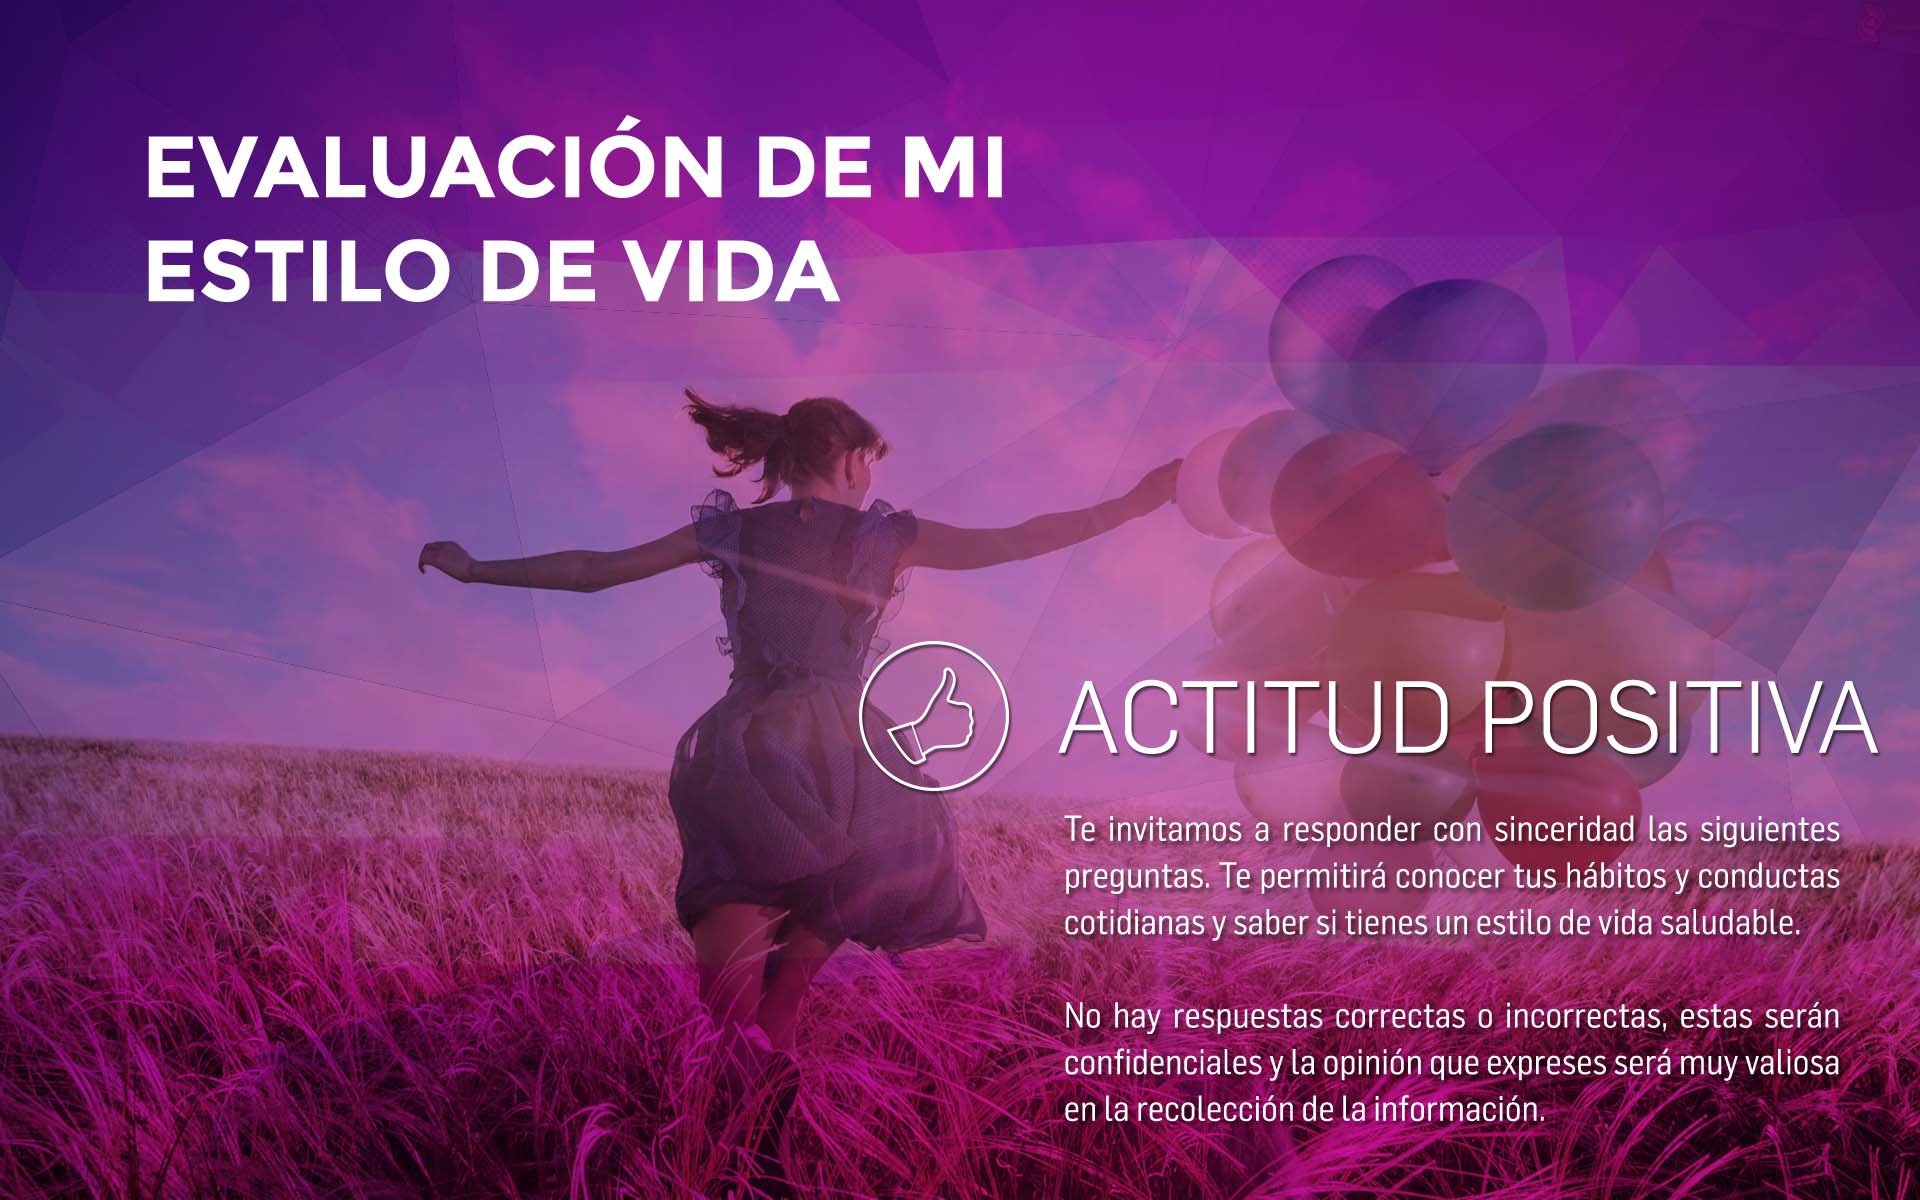 EVALUACIÓN DE MI
ESTILO DE VIDA
ACTITUD POSITIVA
Te invitamos a responder con sinceridad las siguientes
preguntas. Te permitirá conocer tus hábitos y conductas
cotidianas y saber si tienes un estilo de vida saludable.
No hay respuestas correctas o incorrectas, estas serán
confidenciales y la opinión que expreses será muy valiosa
en la recolección de la información.